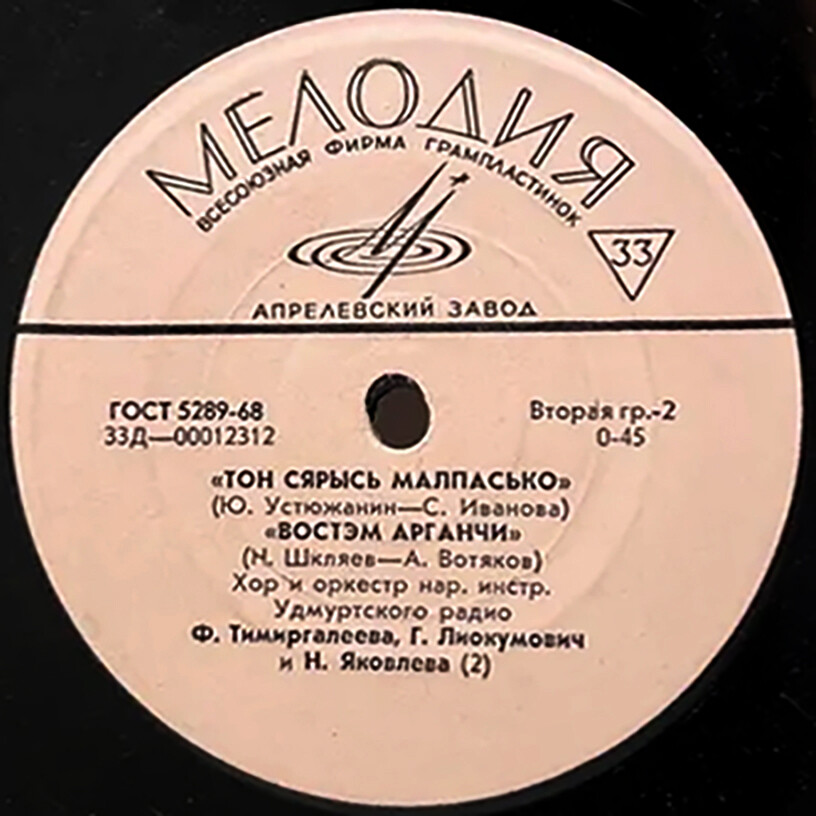 МЕЛОДИЯ
ВСЕСОЮЗНАЯ ФИРМА ГРАМПЛАСТИНОК
33
АПРЕЛЕВСКИЙ ЗАВОД
ГОСТ 5289-68
33Д—00012312
Вторая гр.-2
0-45
«ТОН СЯРЫСЬ МАЛПАСЬКО»
(Ю. Устюжанин—С. Иванова)
«ВОСТЭМ АРГАНЧИ»
(Н. Шкляев—А. Вотяков)
Хор и оркестр нар. инстр.
Удмуртского радио
Ф. Тимиргалеева, Г. Лиокумович
и Н. Яковлева (2)